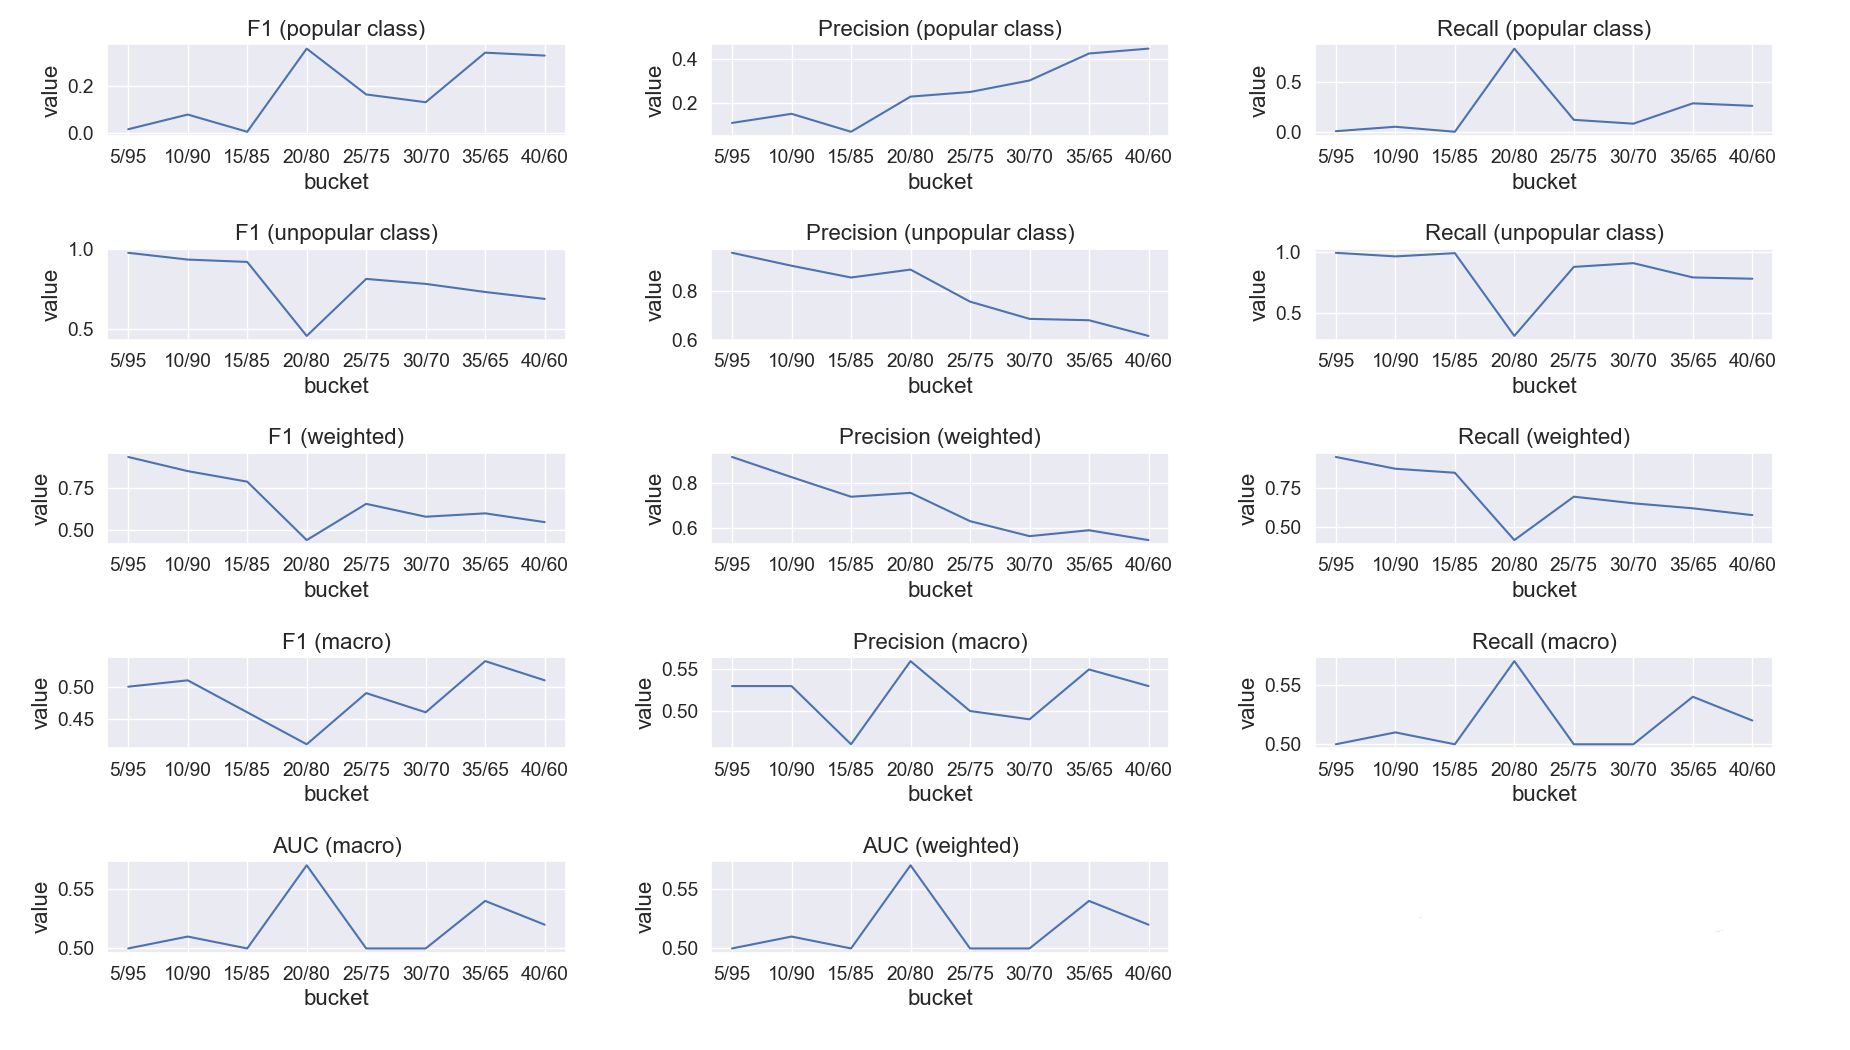 F1 (popular class)
value
0.2
0.0
5/95 10/90 15/85 20/80 25/75 30/70 35/65 40/60
bucket
Precision (popular class)
value
0.4
0.2
5/95 10/90 15/85 20/80 25/75 30/70 35/65 40/60
bucket
Recall (popular class)
value
0.5
0.0
5/95 10/90 15/85 20/80 25/75 30/70 35/65 40/60
bucket
F1 (unpopular class)
value
1.0
0.5
5/95 10/90 15/85 20/80 25/75 30/70 35/65 40/60
bucket
Precision (unpopular class)
value
0.8
0.6
5/95 10/90 15/85 20/80 25/75 30/70 35/65 40/60
bucket
Recall (unpopular class)
value
1.0
0.5
5/95 10/90 15/85 20/80 25/75 30/70 35/65 40/60
bucket
F1 (weighted)
value
0.75
0.50
5/95 10/90 15/85 20/80 25/75 30/70 35/65 40/60
bucket
Precision (weighted)
value
0.8
0.6
5/95 10/90 15/85 20/80 25/75 30/70 35/65 40/60
bucket
Recall (weighted)
value
0.75
0.50
5/95 10/90 15/85 20/80 25/75 30/70 35/65 40/60
bucket
F1 (macro)
value
0.50
0.45
5/95 10/90 15/85 20/80 25/75 30/70 35/65 40/60
bucket
Precision (macro)
value
0.55
0.50
5/95 10/90 15/85 20/80 25/75 30/70 35/65 40/60
bucket
Recall (macro)
value
0.55
0.50
5/95 10/90 15/85 20/80 25/75 30/70 35/65 40/60
bucket
AUC (macro)
value
0.55
0.50
5/95 10/90 15/85 20/80 25/75 30/70 35/65 40/60
bucket
AUC (weighted)
value
0.55
0.50
5/95 10/90 15/85 20/80 25/75 30/70 35/65 40/60
bucket